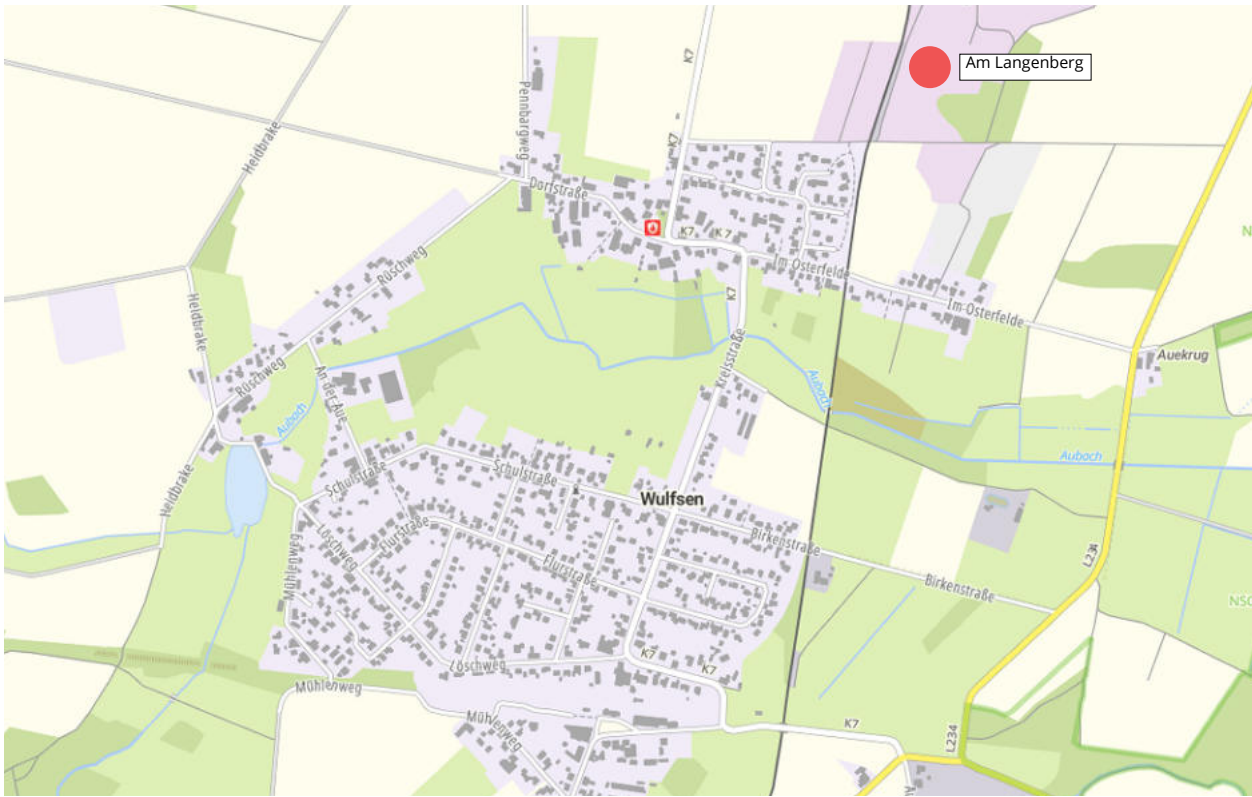 K7
Am Langenberg
Pennbargweg
Heidbrake
K7
Dorfstraße
K7
K7
Rüschweg
Im Osterfelde
K7
Heidbrake
Im Osterfelde
Kreisstraße
Auekrug
Rüschweg
An der Aue
Aubach
Aubach
Aubach
Schulstraße
Schulstraße
Heidbrake
Wulfsen
Löschweg
Flurstraße
Birkenstraße
Mühlenweg
Flurstraße
L234
Birkenstraße
NSG
Löschweg
K7
K7
Mühlenweg
Mühlenweg
K7
L234